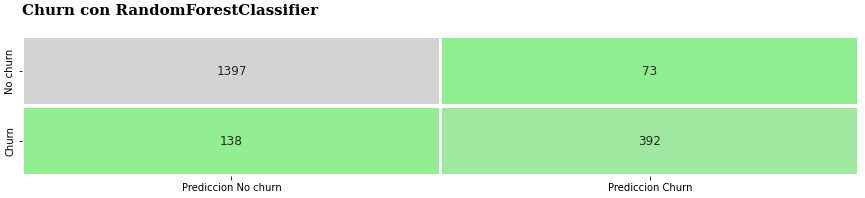 Churn con RandomForestClassifier
No churn
1397
73
Churn
138
392
Prediccion No churn
Prediccion Churn